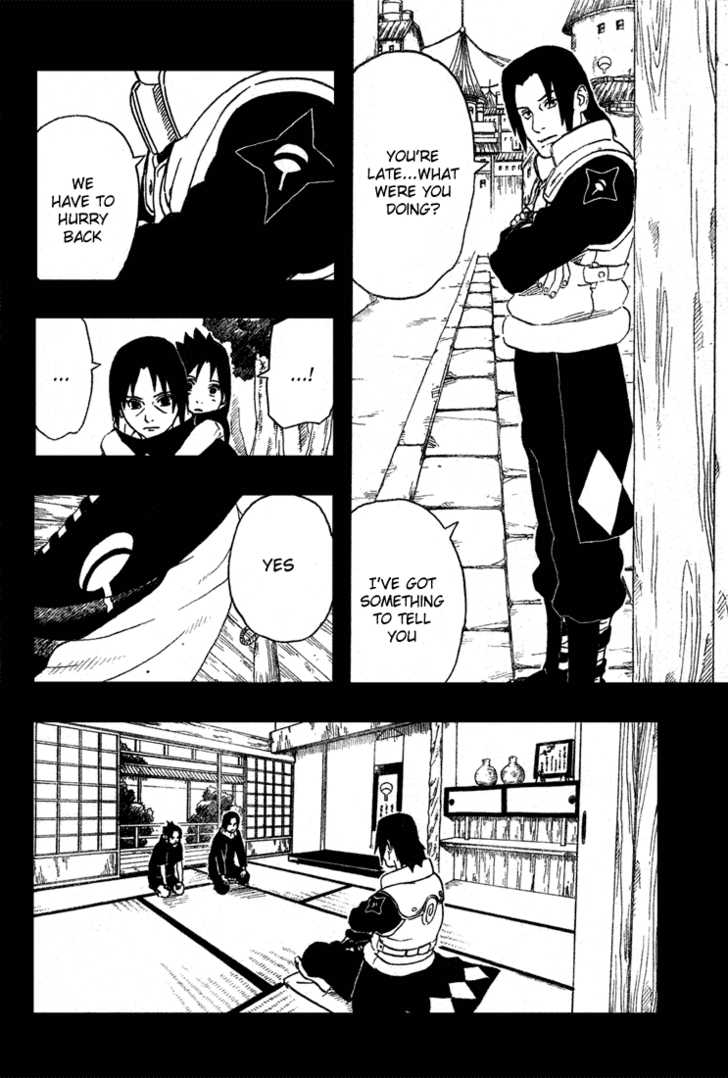 YOU'RE
LATE...WHAT
WERE YOU
DOING?
I'VE GOT
SOMETHING
TO TELL
YOU
WE
HAVE TO
HURRY
BACK
...!
...
YES